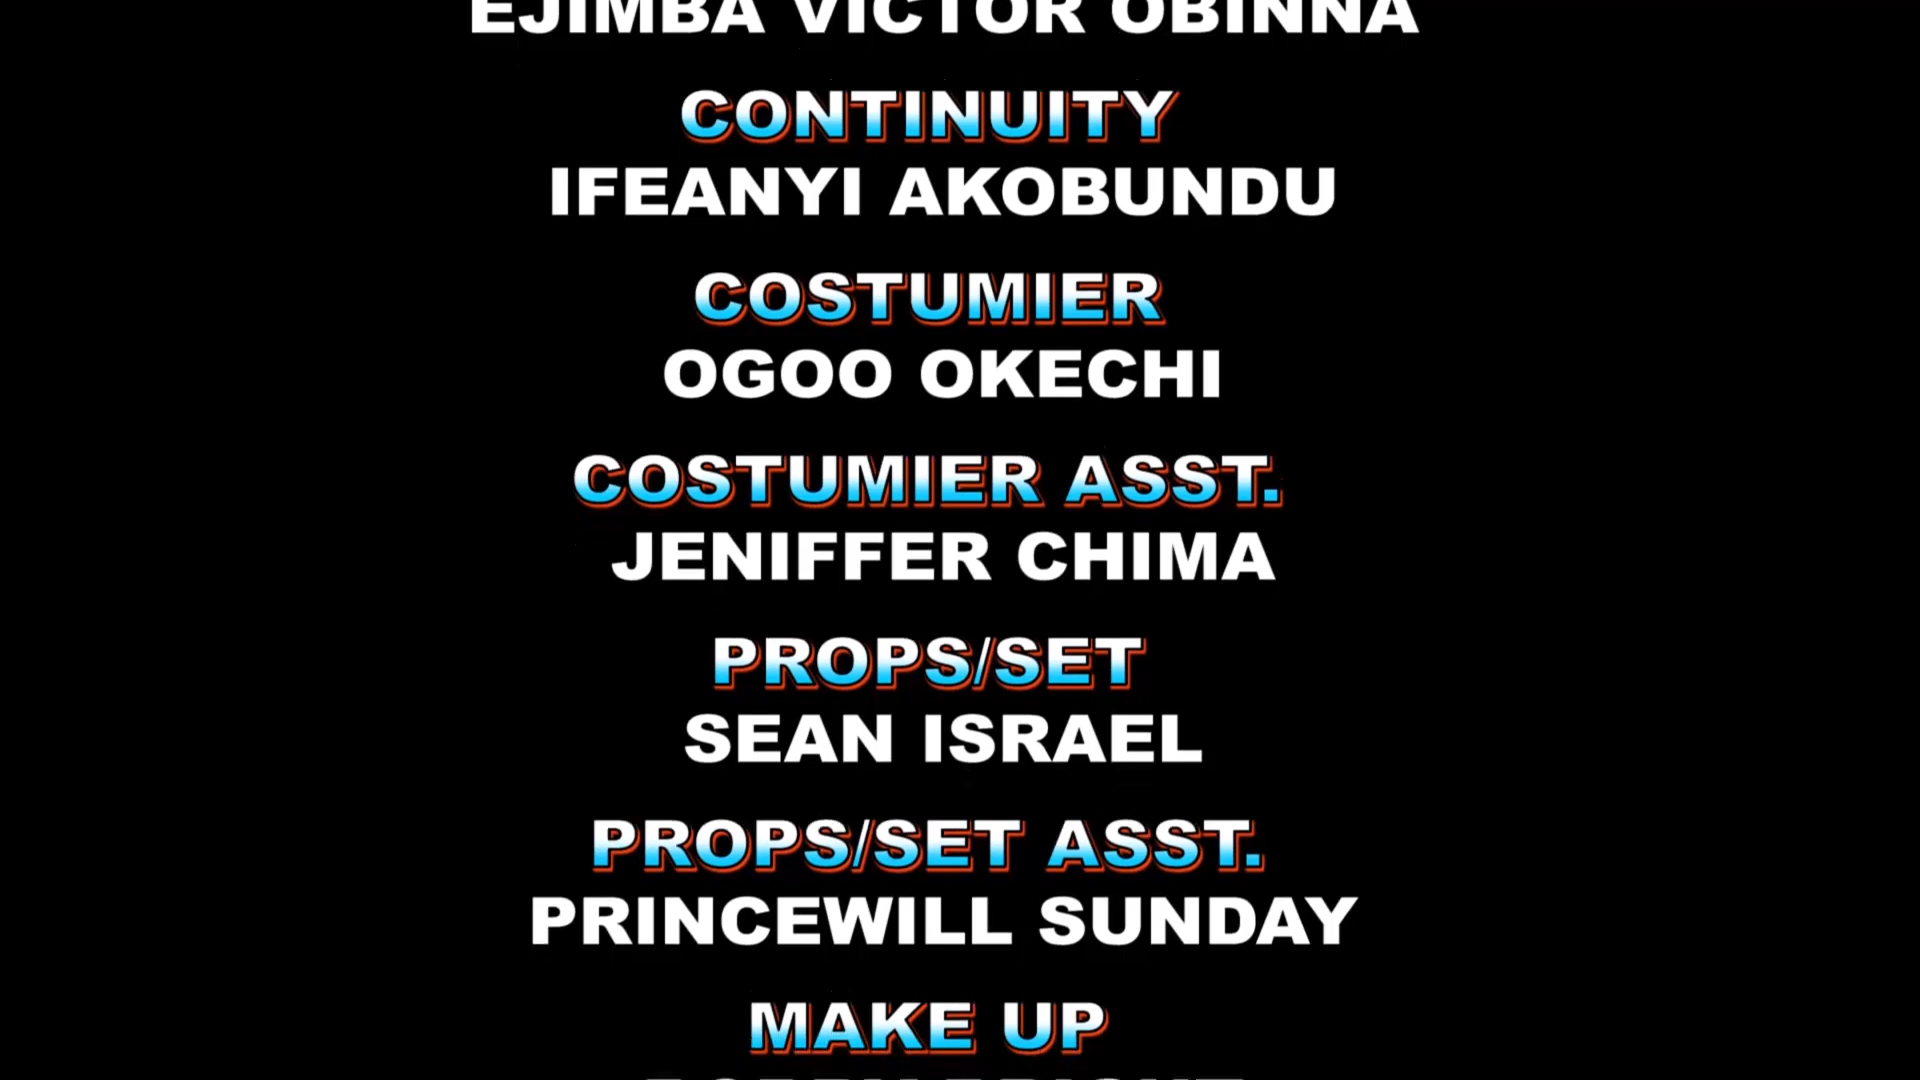 EJIMBA VICTOR OBINNA
CONTINUITY
IFEANYI AKOBUNDU
COSTUMIER
OGOO OKECHI
COSTUMIER ASST.
JENIFFER CHIMA
PROPS/SET
SEAN ISRAEL
PROPS/SET ASST.
PRINCEWILL SUNDAY
MAKE UP